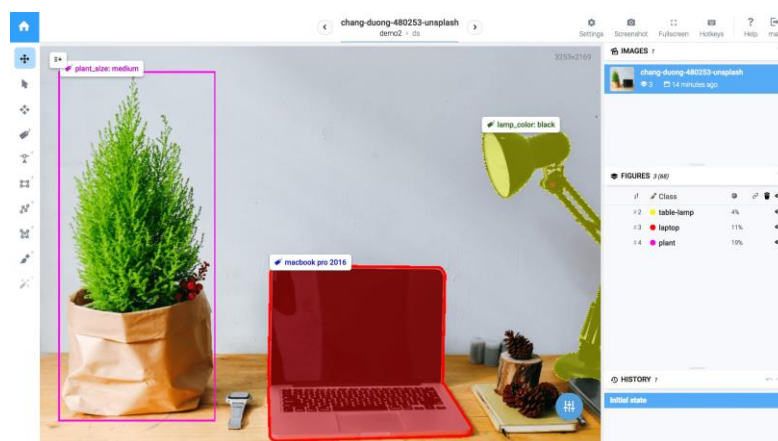 chang-duong-480253-unsplash
demo2 › ds
Settings
Screenshot
Fullscreen
Hotkeys
Help
IMAGES
chang-duong-480253-unsplash
3 14 minutes ago
plant_size: medium
lamp_color: black
macbook pro 2016
FIGURES 3 (68)
Class
#2 table-lamp 4%
#3 laptop 11%
#4 plant 19%
HISTORY
Initial state